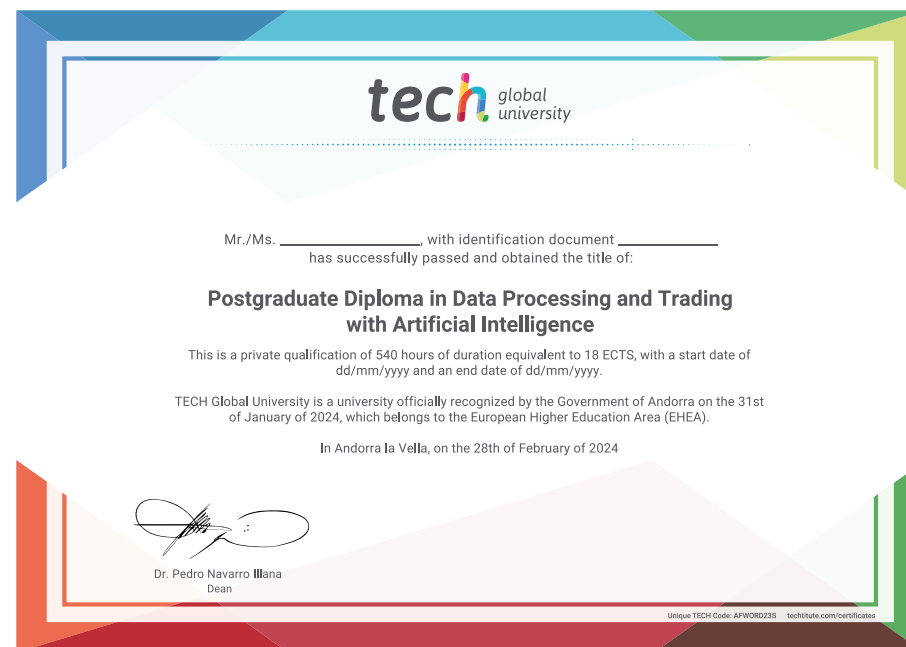 tech global university
Mr./Ms. ____________________, with identification document ______________
has successfully passed and obtained the title of:
Postgraduate Diploma in Data Processing and Trading
with Artificial Intelligence
This is a private qualification of 540 hours of duration equivalent to 18 ECTS, with a start date of
dd/mm/yyyy and an end date of dd/mm/yyyy.
TECH Global University is a university officially recognized by the Government of Andorra on the 31st
of January of 2024, which belongs to the European Higher Education Area (EHEA).
In Andorra la Vella, on the 28th of February of 2024
Dr. Pedro Navarro Illana
Dean
Unique TECH Code: AFWORD23S techtitute.com/certificates